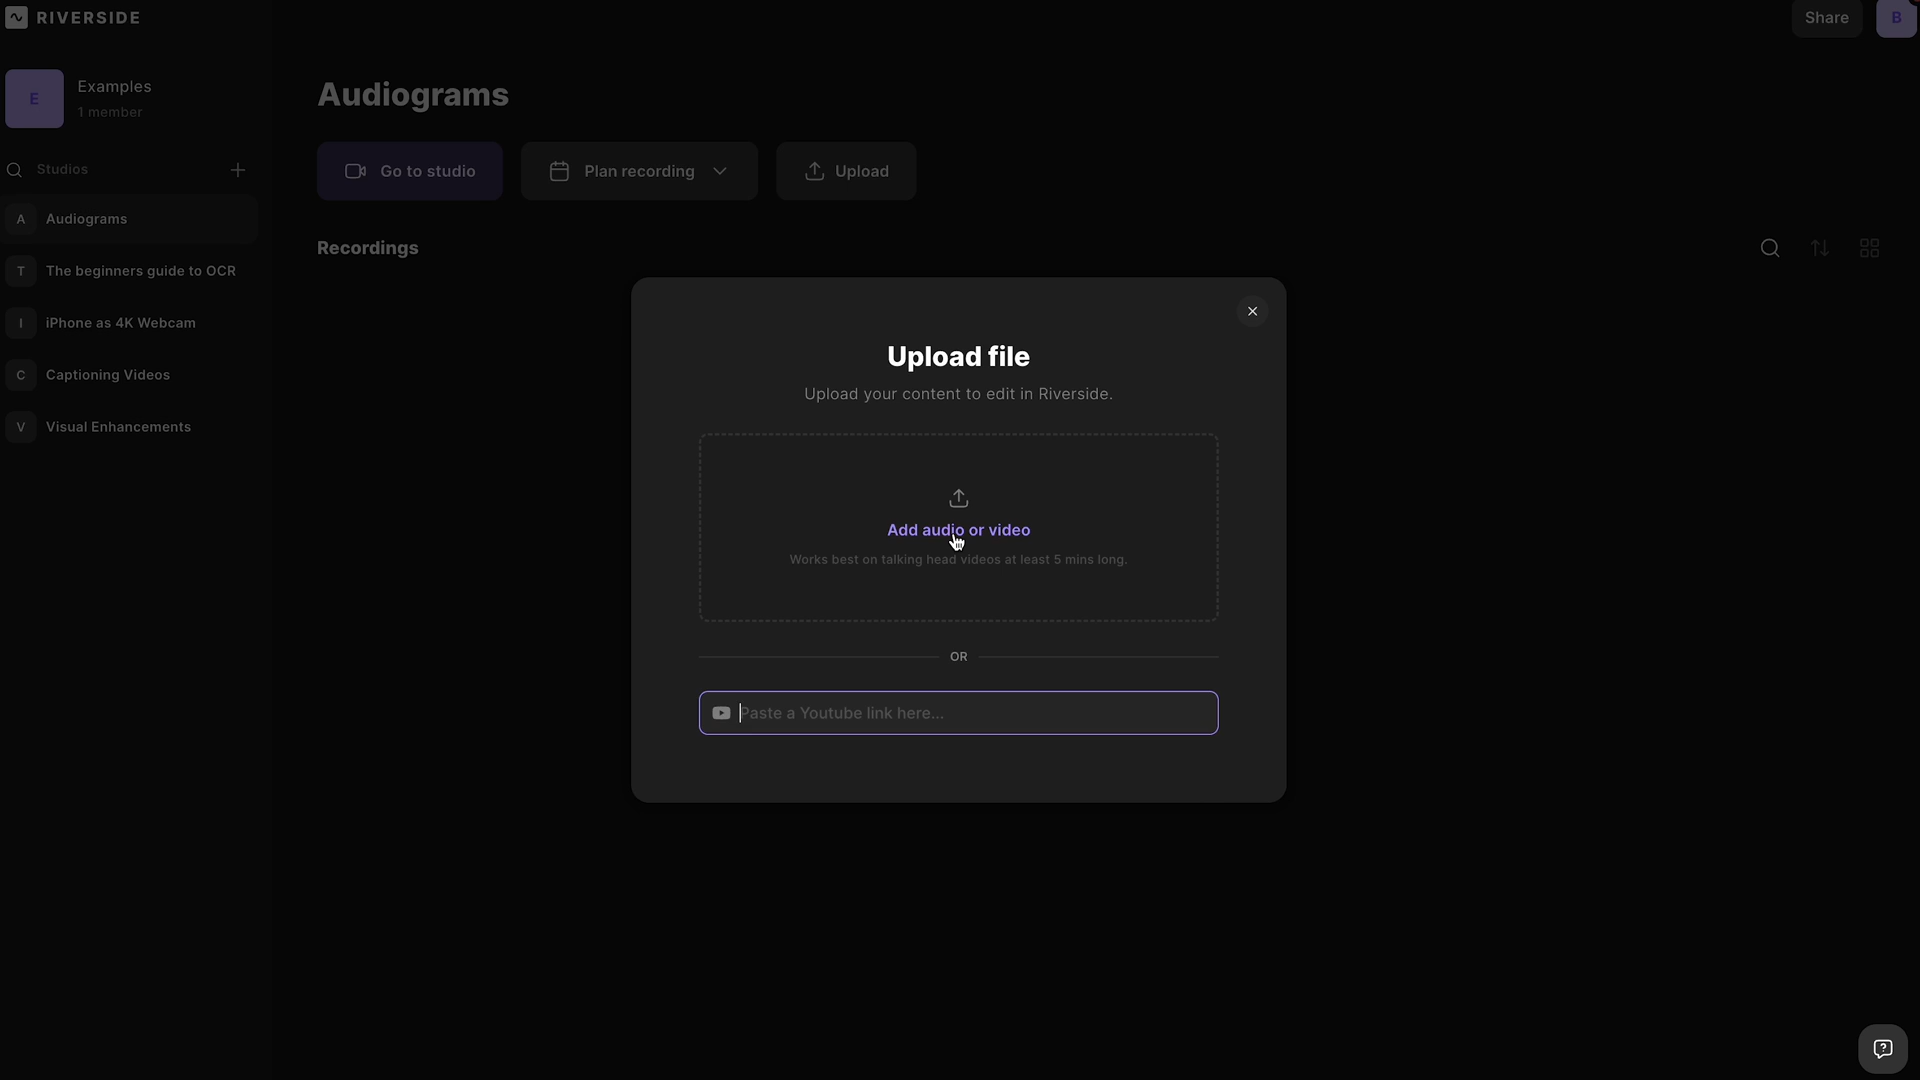 RIVERSIDE
Share
B
E
Examples
1 member
Audiograms
Studios
Go to studio
Plan recording
Upload
A
Audiograms
T
The beginners guide to OCR
I
iPhone as 4K Webcam
C
Captioning Videos
V
Visual Enhancements
Recordings
Upload file
Upload your content to edit in Riverside.
Add audio or video
Works best on talking head videos at least 5 mins long.
OR
Paste a Youtube link here...